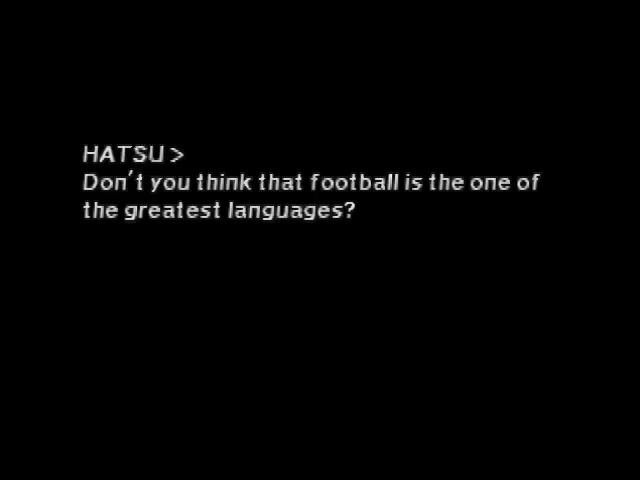 HATSU >
Don't you think that football is the one of
the greatest languages?